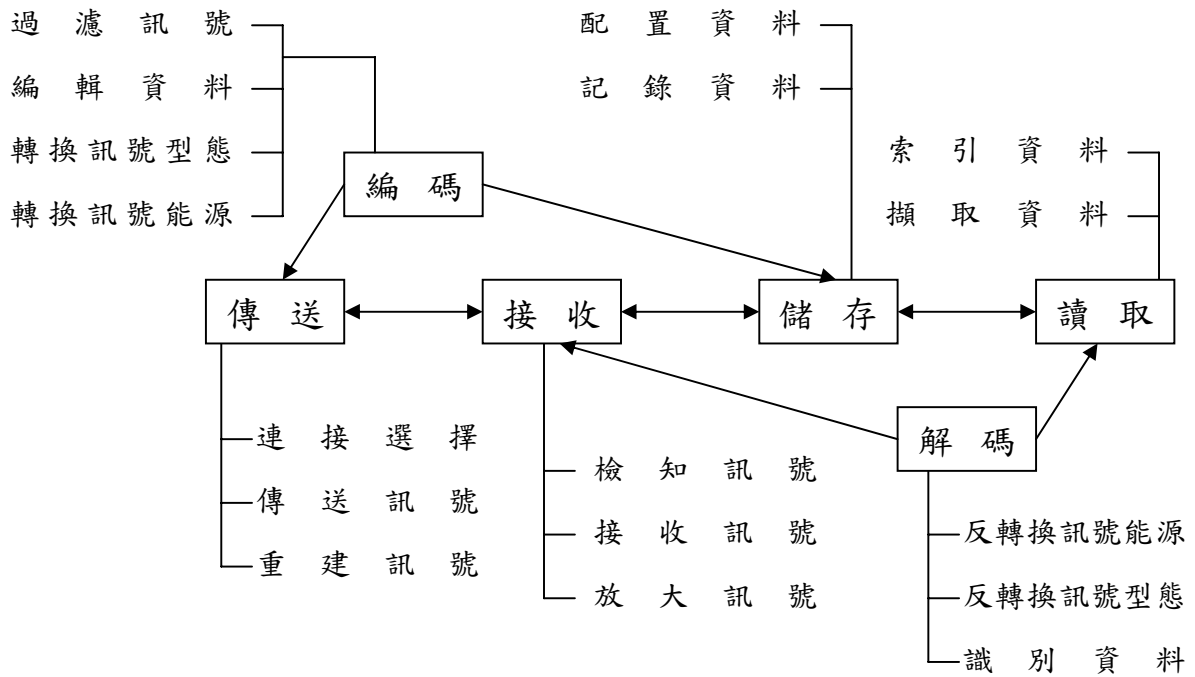 過濾訊號
編輯資料
轉換訊號型態
轉換訊號能源
編碼
配置資料
記錄資料
索引資料
擷取資料
傳送
接收
儲存
讀取
連接選擇
傳送訊號
重建訊號
檢知訊號
接收訊號
放大訊號
解碼
反轉換訊號能源
反轉換訊號型態
識別資料